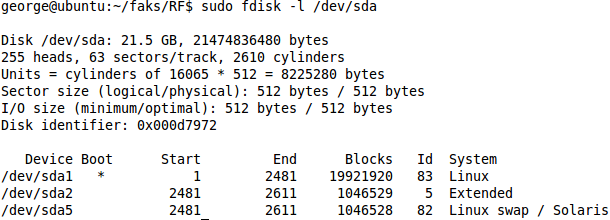 george@ubuntu:~/faks/RF$ sudo fdisk -l /dev/sda
Disk /dev/sda: 21.5 GB, 21474836480 bytes
255 heads, 63 sectors/track, 2610 cylinders
Units = cylinders of 16065 * 512 = 8225280 bytes
Sector size (logical/physical): 512 bytes / 512 bytes
I/O size (minimum/optimal): 512 bytes / 512 bytes
Disk identifier: 0x000d7972
Device Boot Start End Blocks Id System
/dev/sda1 * 1 2481 19921920 83 Linux
/dev/sda2 2481 2611 1046529 5 Extended
/dev/sda5 2481_ 2611 1046528 82 Linux swap / Solaris